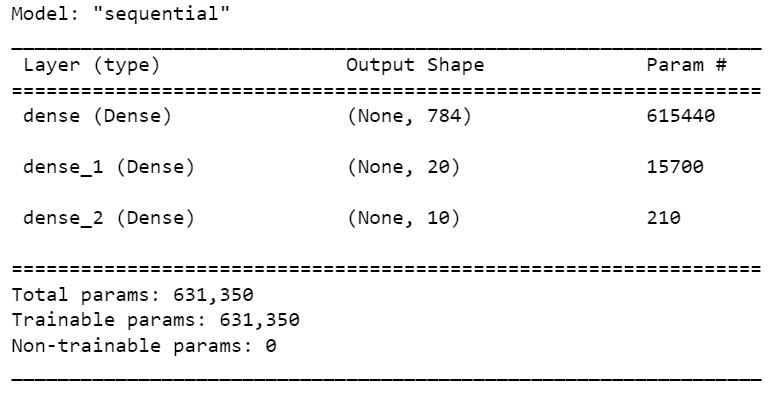 Model: "sequential"
_________________________________________________________________
Layer (type) Output Shape Param #
=================================================================
dense (Dense) (None, 784) 615440
dense_1 (Dense) (None, 20) 15700
dense_2 (Dense) (None, 10) 210
=================================================================
Total params: 631,350
Trainable params: 631,350
Non-trainable params: 0
_________________________________________________________________